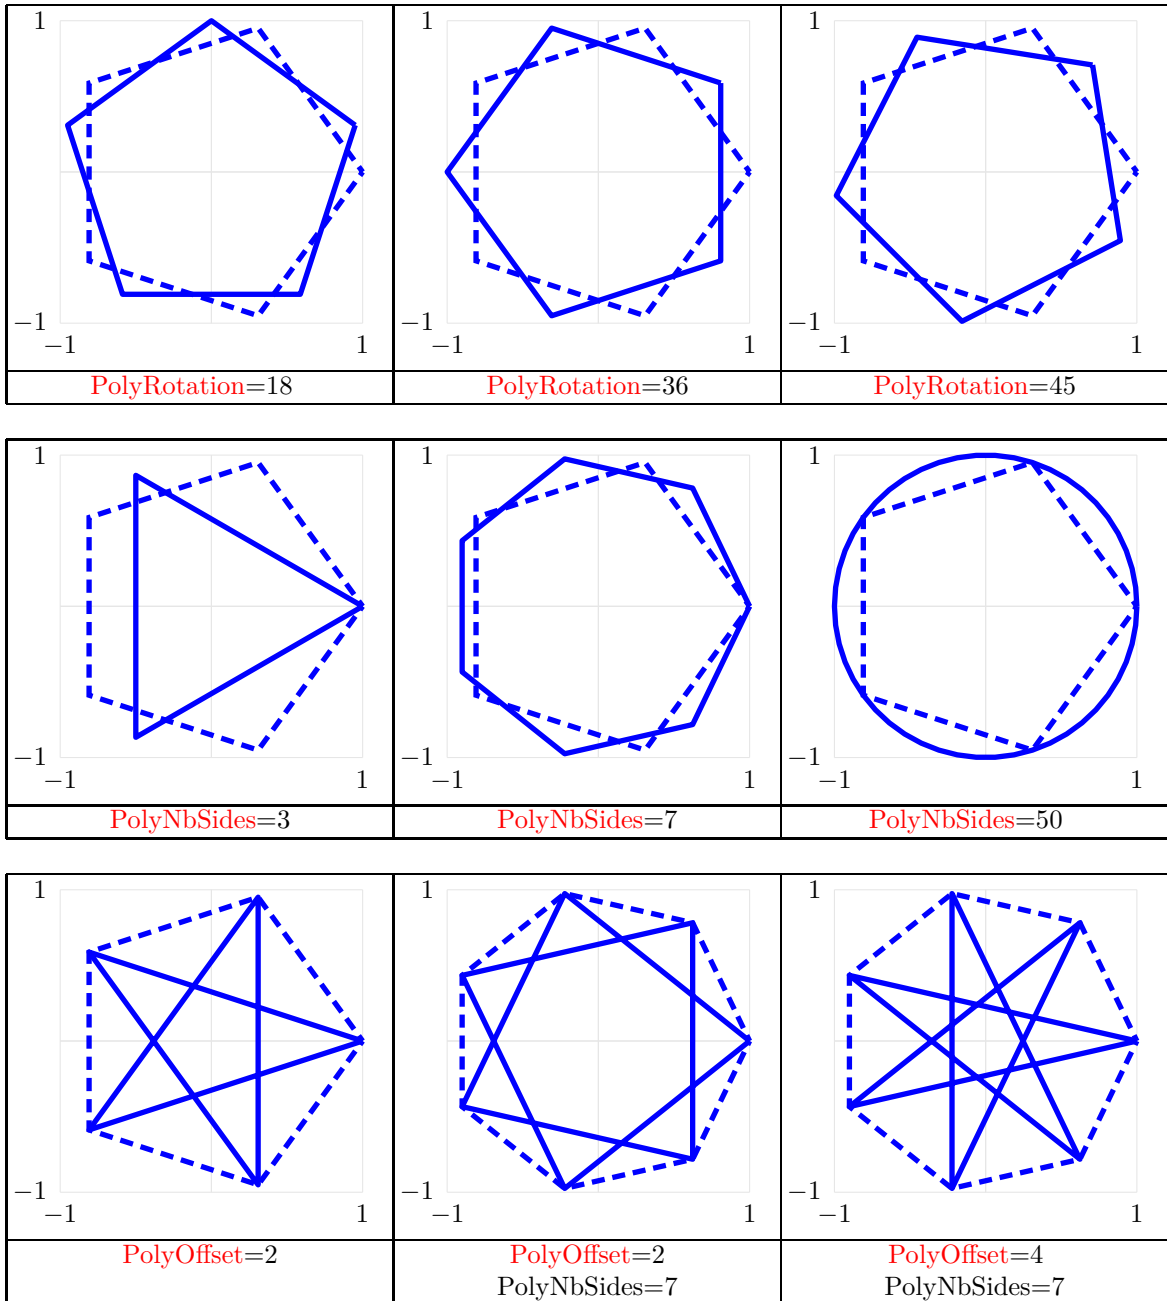 1 1 1
−1 −1 −1
−1 1 −1 1 −1 1
PolyRotation=18 PolyRotation=36 PolyRotation=45
1 1 1
−1 −1 −1
−1 1 −1 1 −1 1
PolyNbSides=3 PolyNbSides=7 PolyNbSides=50
1 1 1
−1 −1 −1
−1 1 −1 1 −1 1
PolyOffset=2 PolyOffset=2 PolyOffset=4
PolyNbSides=7 PolyNbSides=7